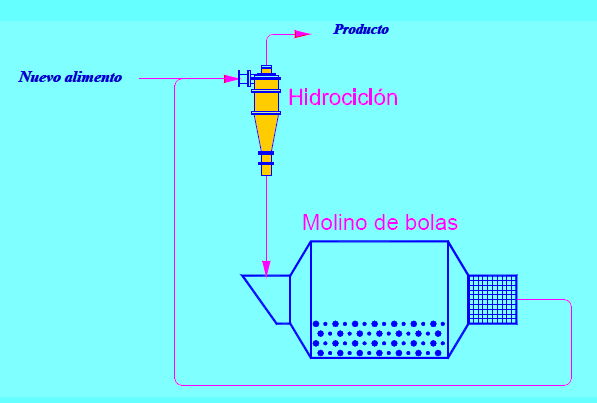 Producto
Nuevo alimento
Hidrociclón
Molino de bolas